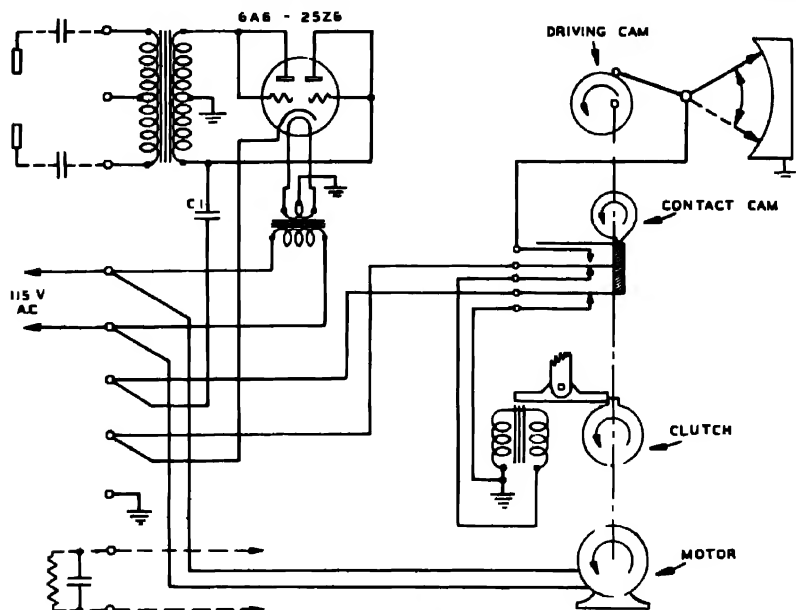 6A6 - 25Z6
DRIVING CAM
C1
CONTACT CAM
115 V
A.C
CLUTCH
MOTOR